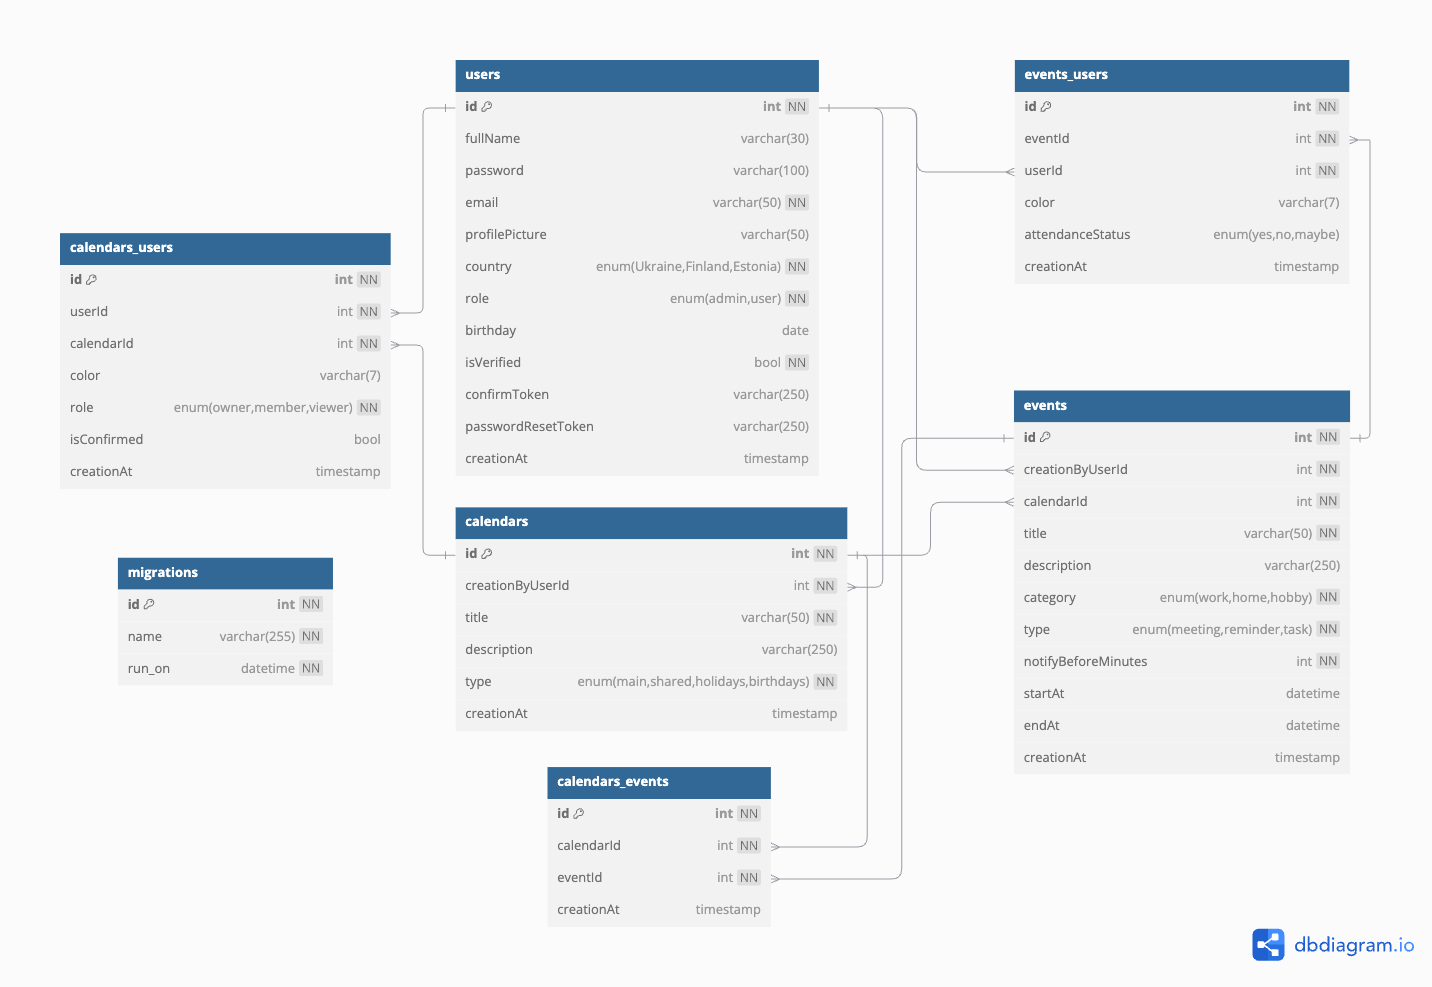 users
id int NN
fullName varchar(30)
password varchar(100)
email varchar(50) NN
profilePicture varchar(50)
country enum(Ukraine,Finland,Estonia) NN
role enum(admin,user) NN
birthday date
isVerified bool NN
confirmToken varchar(250)
passwordResetToken varchar(250)
creationAt timestamp
events_users
id int NN
eventId int NN
userId int NN
color varchar(7)
attendanceStatus enum(yes,no,maybe)
creationAt timestamp
calendars_users
id int NN
userId int NN
calendarId int NN
color varchar(7)
role enum(owner,member,viewer) NN
isConfirmed bool
creationAt timestamp
events
id int NN
creationByUserId int NN
calendarId int NN
title varchar(50) NN
description varchar(250)
category enum(work,home,hobby) NN
type enum(meeting,reminder,task) NN
notifyBeforeMinutes int NN
startAt datetime
endAt datetime
creationAt timestamp
calendars
id int NN
creationByUserId int NN
title varchar(50) NN
description varchar(250)
type enum(main,shared,holidays,birthdays) NN
creationAt timestamp
migrations
id int NN
name varchar(255) NN
run_on datetime NN
calendars_events
id int NN
calendarId int NN
eventId int NN
creationAt timestamp
dbdiagram.io